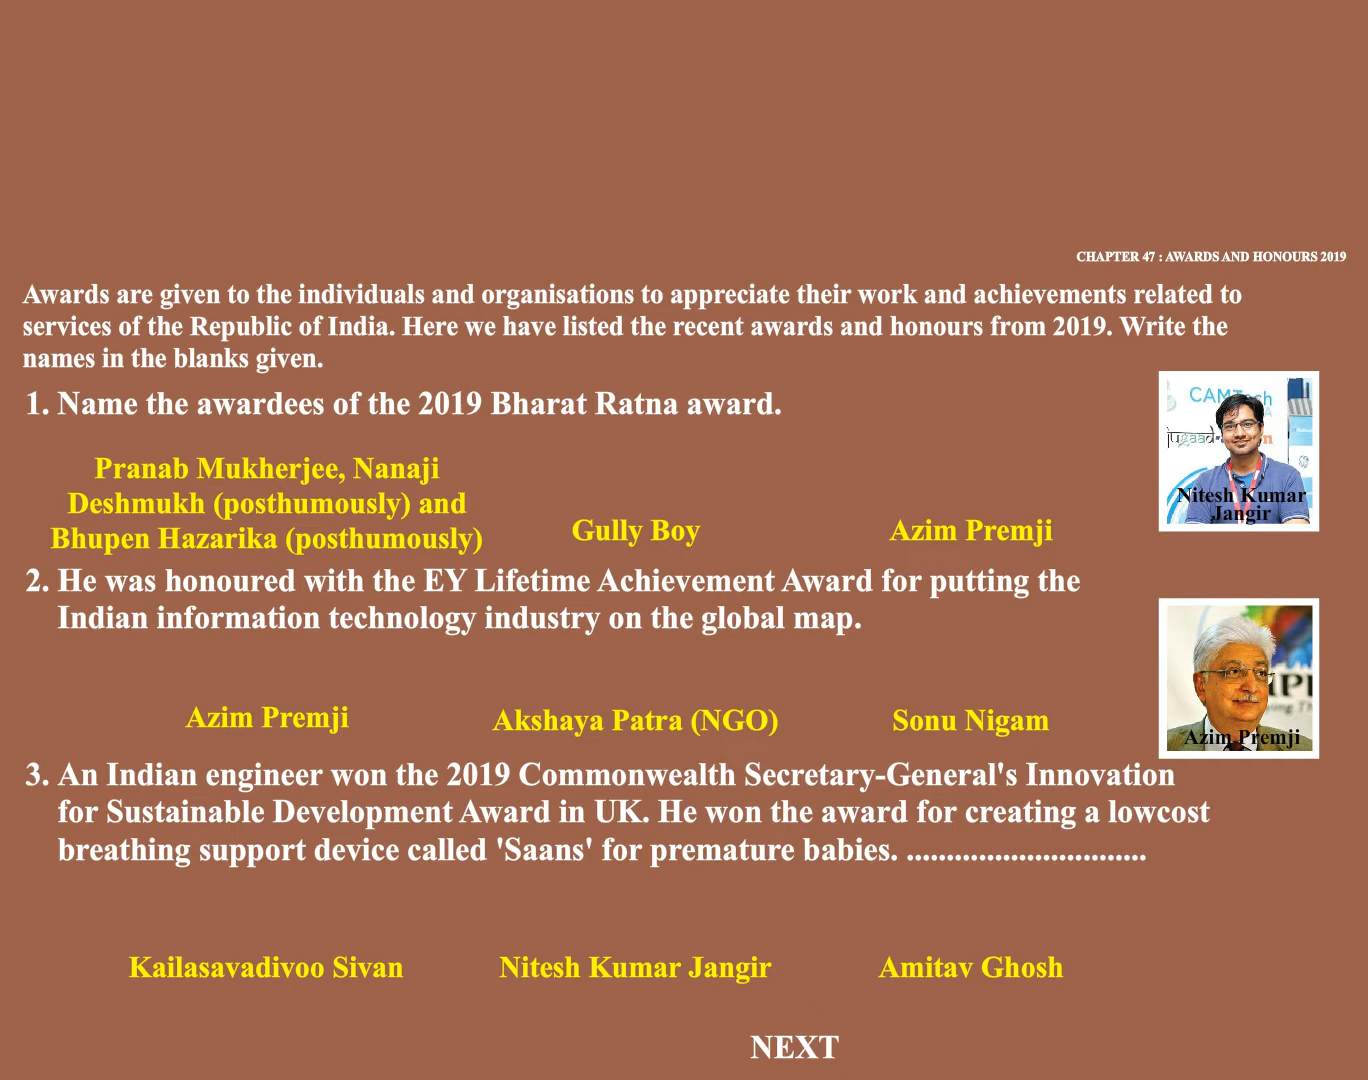 CHAPTER 47 : AWARDS AND HONOURS 2019
Awards are given to the individuals and organisations to appreciate their work and achievements related to
services of the Republic of India. Here we have listed the recent awards and honours from 2019. Write the
names in the blanks given.
1. Name the awardees of the 2019 Bharat Ratna award.
CAMTech
jugaad-
n
Nitesh Kumar
Jangir
Pranab Mukherjee, Nanaji
Deshmukh (posthumously) and
Bhupen Hazarika (posthumously)
Gully Boy
Azim Premji
2. He was honoured with the EY Lifetime Achievement Award for putting the
Indian information technology industry on the global map.
Azim Premji
Azim Premji
Akshaya Patra (NGO)
Sonu Nigam
3. An Indian engineer won the 2019 Commonwealth Secretary-General's Innovation
for Sustainable Development Award in UK. He won the award for creating a lowcost
breathing support device called 'Saans' for premature babies. ..............................
Kailasavadivoo Sivan
Nitesh Kumar Jangir
Amitav Ghosh
NEXT